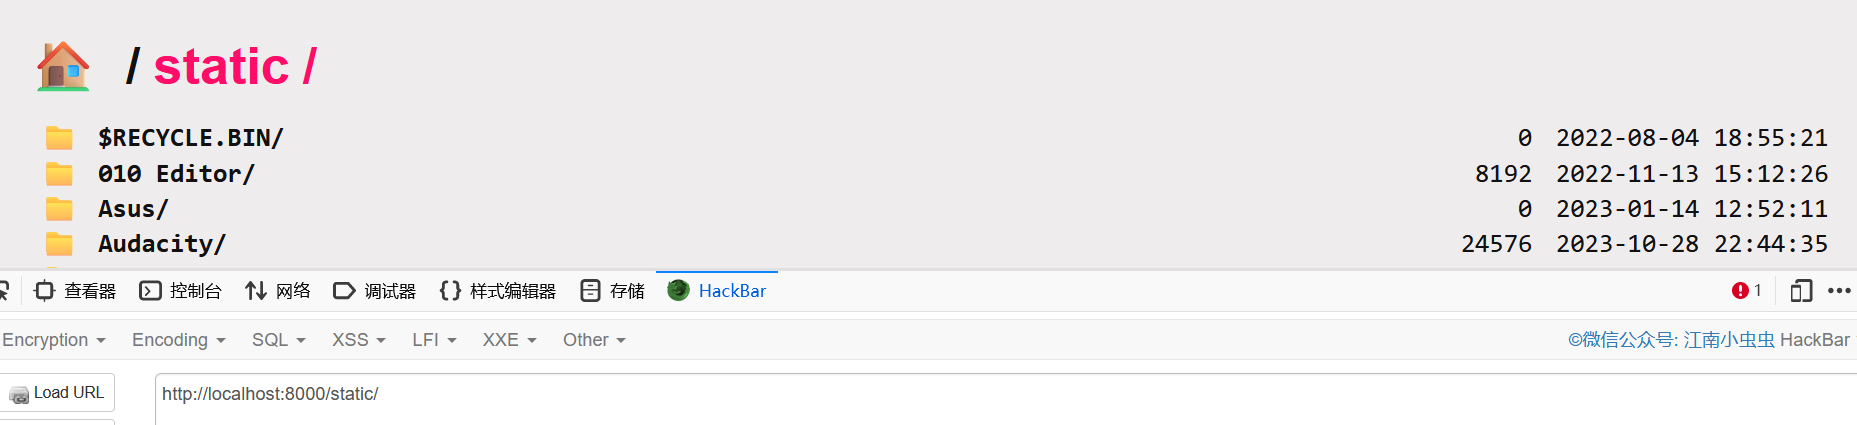 / static /
$RECYCLE.BIN/ 0 2022-08-04 18:55:21
010 Editor/ 8192 2022-11-13 15:12:26
Asus/ 0 2023-01-14 12:52:11
Audacity/ 24576 2023-10-28 22:44:35
查看器 控制台 网络 调试器 样式编辑器 存储 HackBar 1
Encryption Encoding SQL XSS LFI XXE Other ©微信公众号: 江南小虫虫 HackBar
Load URL http://localhost:8000/static/